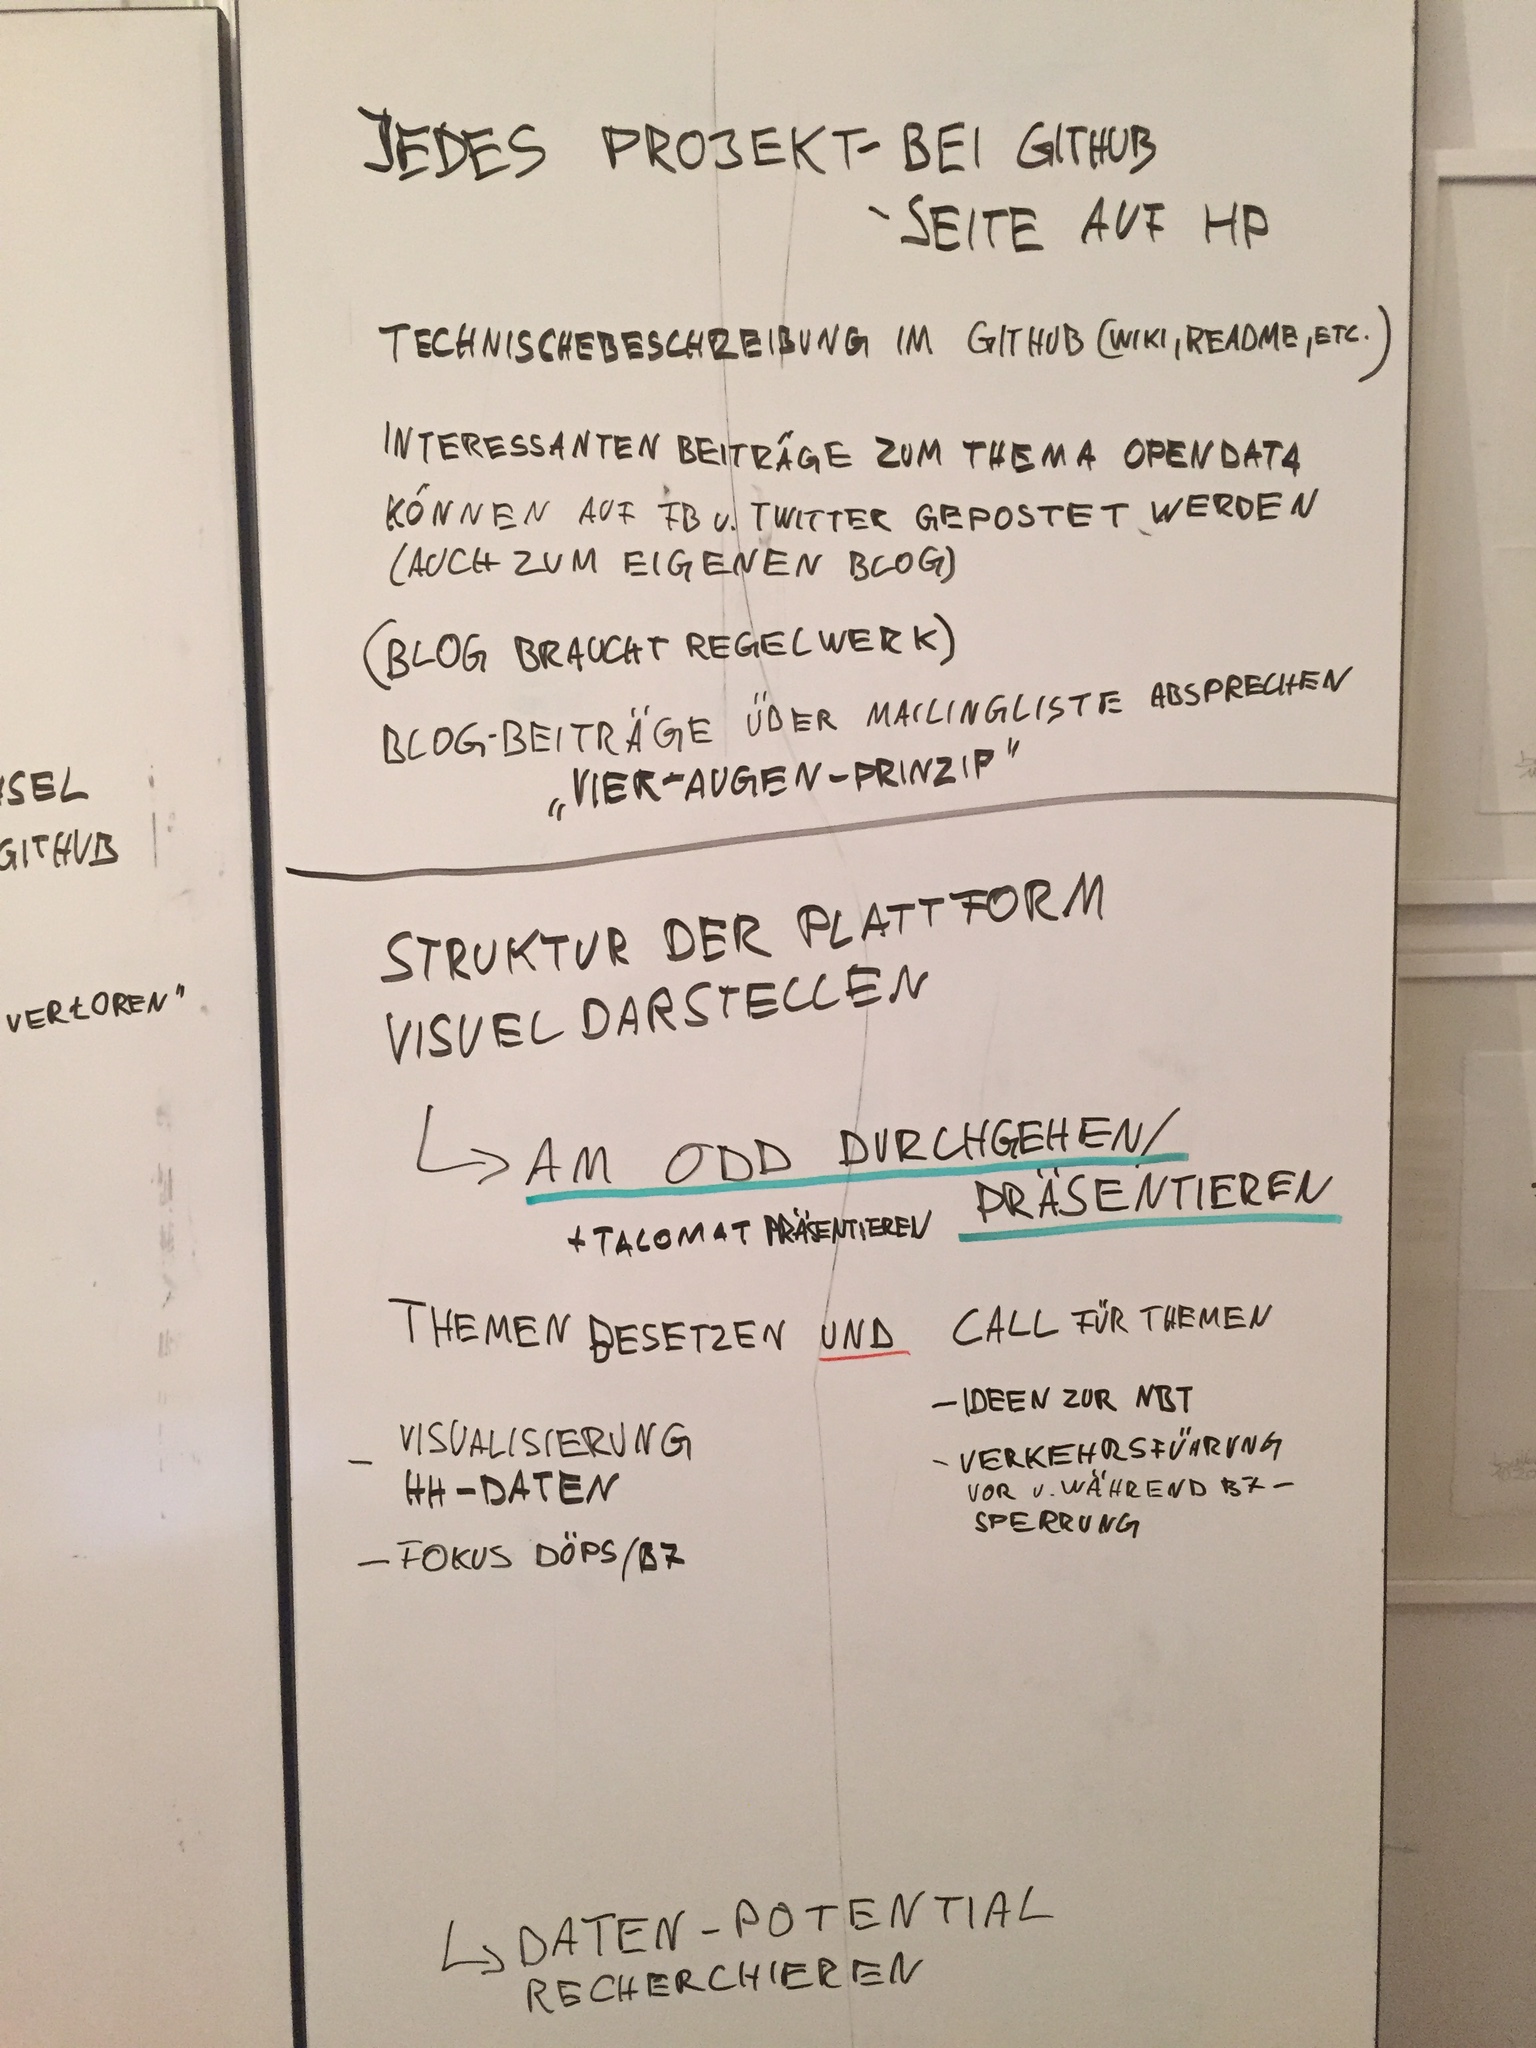 JEDES PROJEKT - BEI GITHUB
- SEITE AUF HP
TECHNISCHEBESCHREIBUNG IM GITHUB (WIKI, README, ETC.)
INTERESSANTEN BEITRÄGE ZUM THEMA OPENDATA
KÖNNEN AUF FB U. TWITTER GEPOSTET WERDEN
(AUCH ZUM EIGENEN BLOG)
(BLOG BRAUCHT REGELWERK)
BLOG-BEITRÄGE ÜBER MAILINGLISTE ABSPRECHEN
„VIER-AUGEN-PRINZIP"
SEL
GITHUB
VERLOREN"
STRUKTUR DER PLATTFORM
VISUEL DARSTELLEN
↳ AM ODD DURCHGEHEN/
PRÄSENTIEREN
+ TALOMAT PRÄSENTIEREN
THEMEN BESETZEN UND CALL FÜR THEMEN
- VISUALISIERUNG
HH-DATEN
- FOKUS DÖPS/B7
- IDEEN ZUR NBT
- VERKEHRSFÜHRUNG
VOR U. WÄHREND B7-
SPERRUNG
↳ DATEN-POTENTIAL
RECHERCHIEREN